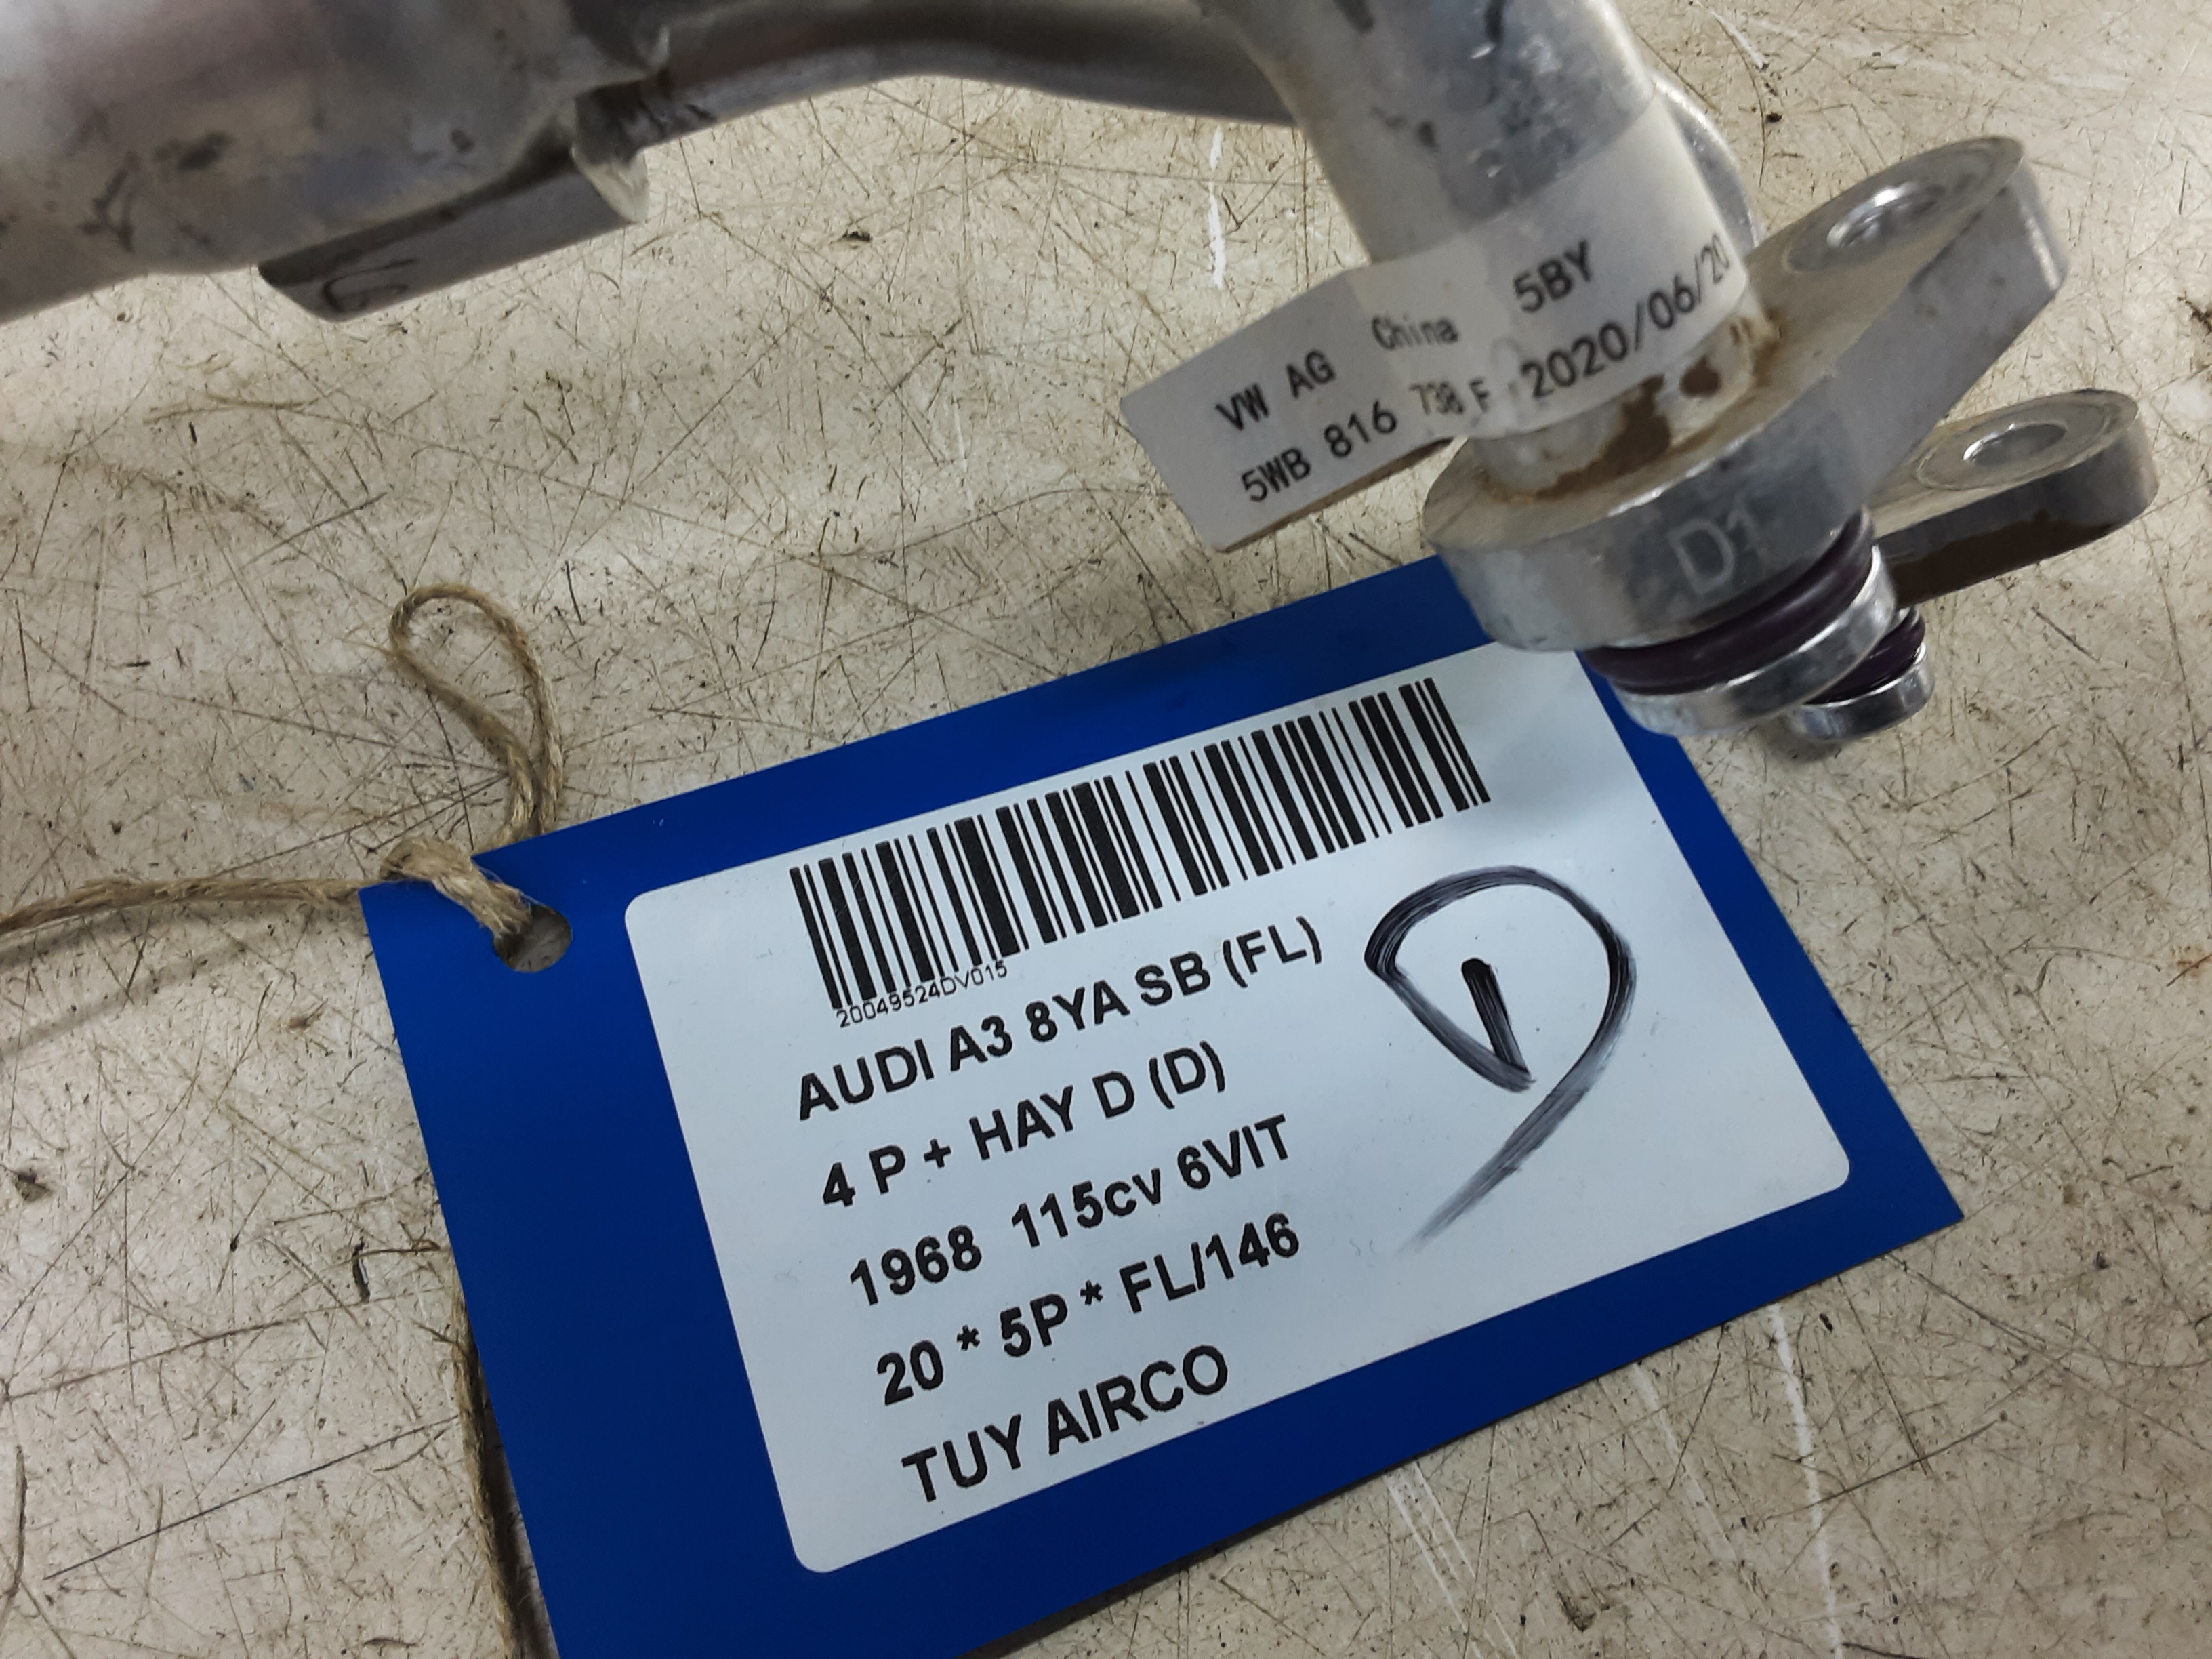 VW AG China 5BY
5WB 816 738 F 2020/06/20
D1
20049524DV015
AUDI A3 8YA SB (FL)
4 P + HAY D (D)
1968 115cv 6VIT
20 * 5P * FL/146
TUY AIRCO